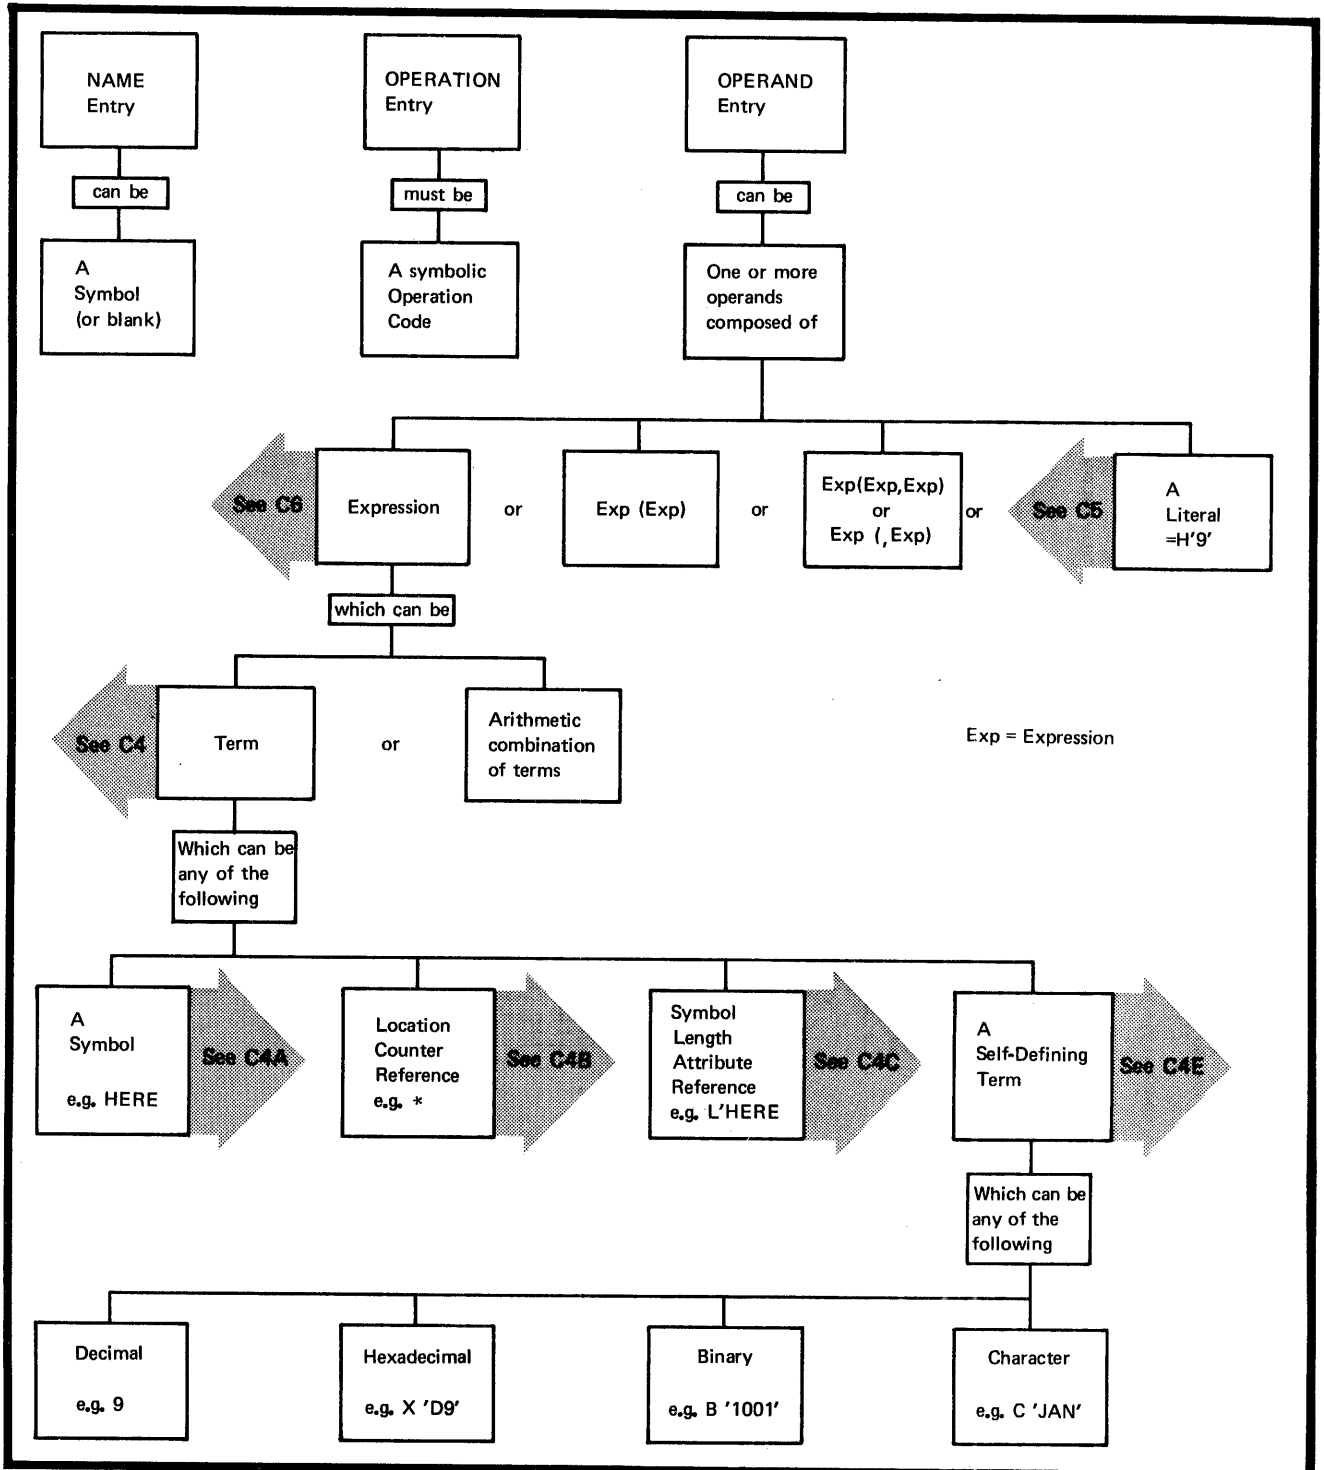 NAME
Entry
OPERATION
Entry
OPERAND
Entry
can be
must be
can be
A
Symbol
(or blank)
A symbolic
Operation
Code
One or more
operands
composed of
See C6
Expression
or
Exp (Exp)
or
Exp(Exp,Exp)
or
Exp (,Exp)
or
See C5
A
Literal
=H'9'
which can be
See C4
Term
or
Arithmetic
combination
of terms
Exp = Expression
Which can be
any of the
following
A
Symbol
e.g. HERE
See C4A
Location
Counter
Reference
e.g. *
See C4B
Symbol
Length
Attribute
Reference
e.g. L'HERE
See C4C
A
Self-Defining
Term
See C4E
Which can be
any of the
following
Decimal
e.g. 9
Hexadecimal
e.g. X 'D9'
Binary
e.g. B '1001'
Character
e.g. C 'JAN'